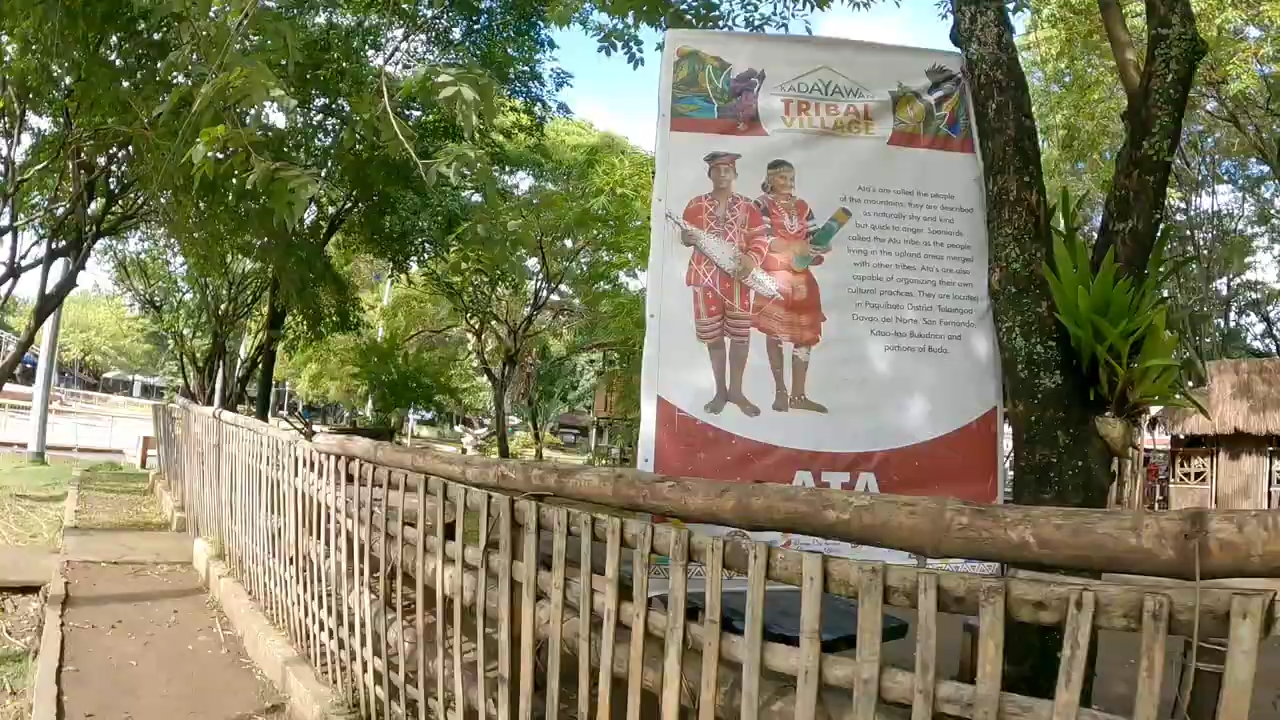 KADAYAWAN
TRIBAL
VILLAGE
Ata's are called the people
of the mountains; they are described
as naturally shy and kind
but quick to anger. Spaniards
called the Ata tribe as the people
living in the upland areas merged
with other tribes. Ata's are also
capable of organizing their own
cultural practices. They are located
in Paquibato District, Talaingod
Davao del Norte, San Fernando,
Kitao-tao Bukidnon and
portions of Buda.
ATA